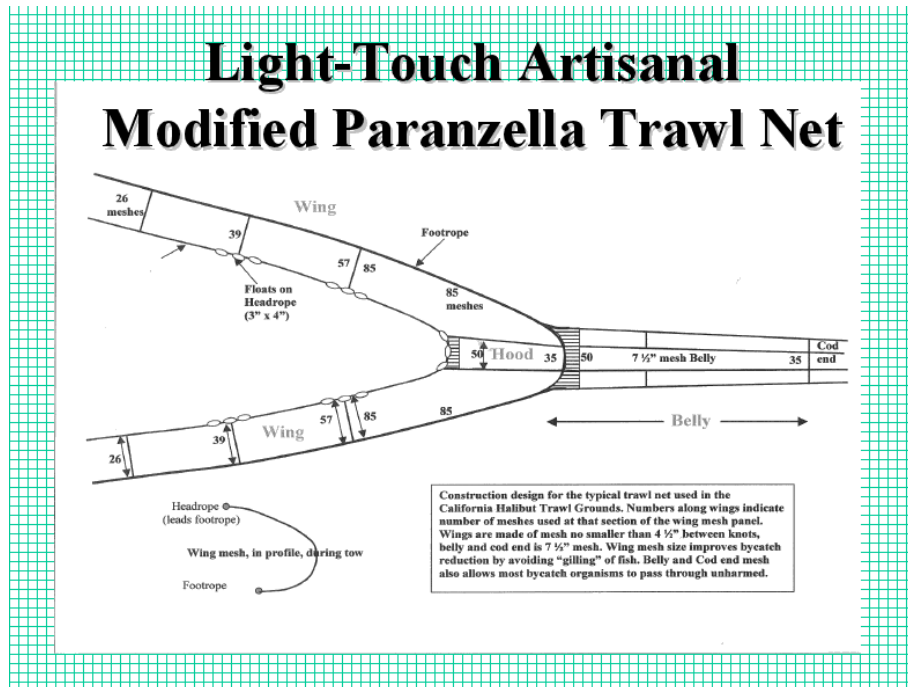 Light-Touch Artisanal
Modified Paranzella Trawl Net
26
meshes
Wing
39
Footrope
57
85
Floats on
Headrope
(3” x 4”)
85
meshes
50
Hood
35
50
7 ½” mesh Belly
35
Cod
end
57
85
85
Wing
39
26
Belly
Headrope
(leads footrope)
Wing mesh, in profile, during tow
Footrope
Construction design for the typical trawl net used in the
California Halibut Trawl Grounds. Numbers along wings indicate
number of meshes used at that section of the wing mesh panel.
Wings are made of mesh no smaller than 4 ½” between knots,
belly and cod end is 7 ½” mesh. Wing mesh size improves bycatch
reduction by avoiding “gilling” of fish. Belly and Cod end mesh
also allows most bycatch organisms to pass through unharmed.